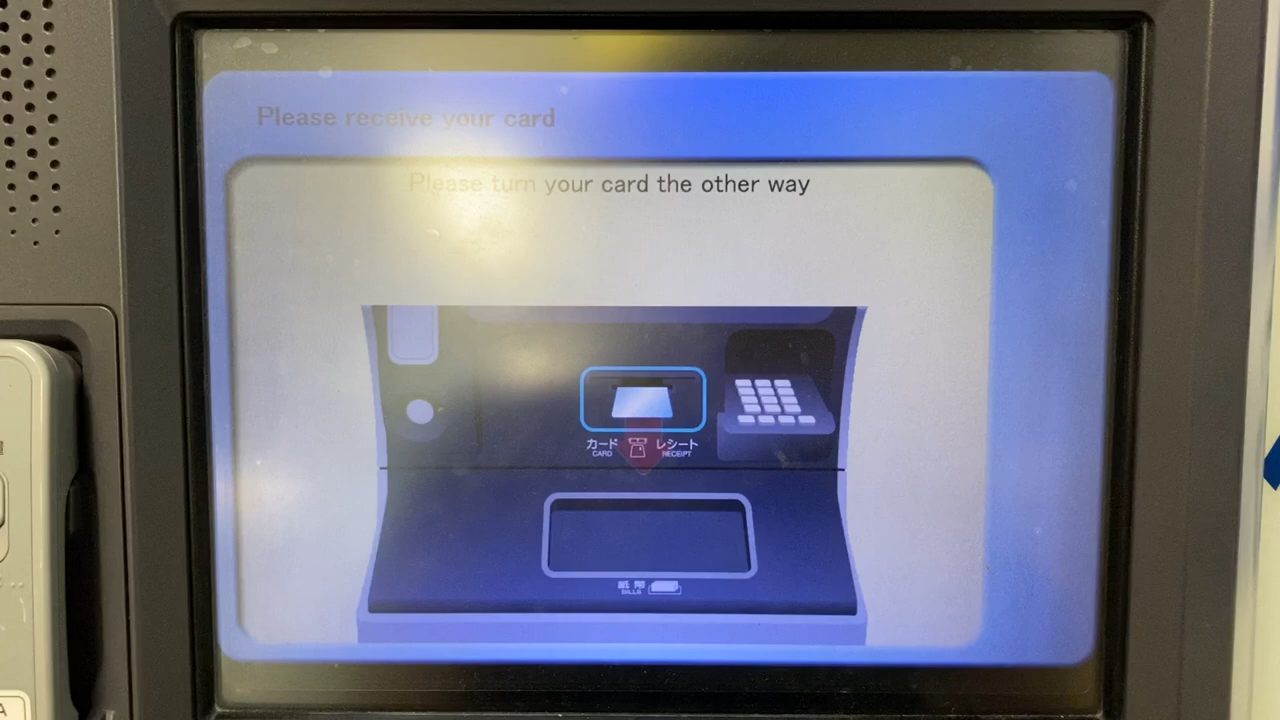 Please receive your card
Please turn your card the other way
カード レシート
CARD RECEIPT
紙幣
BILLS
A